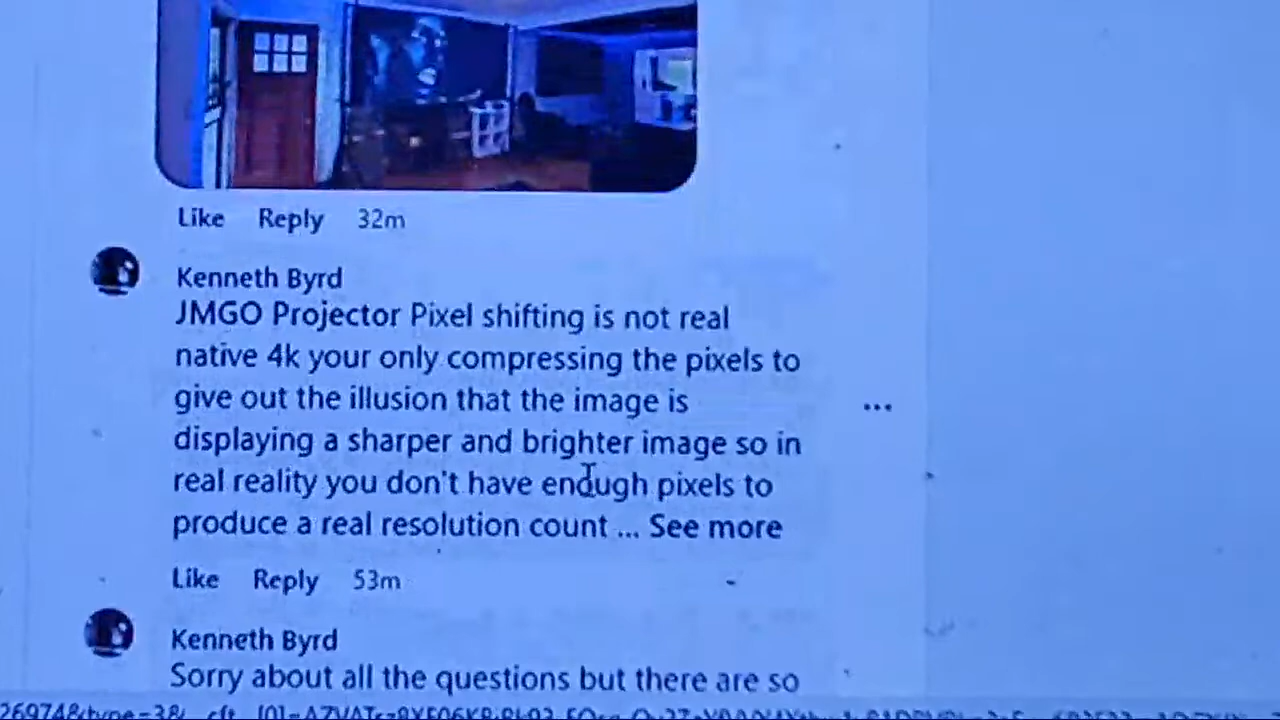 Like Reply 32m
Kenneth Byrd
JMGO Projector Pixel shifting is not real
native 4k your only compressing the pixels to
give out the illusion that the image is
displaying a sharper and brighter image so in
real reality you don't have enough pixels to
produce a real resolution count ... See more
Like Reply 53m
Kenneth Byrd
Sorry about all the questions but there are so